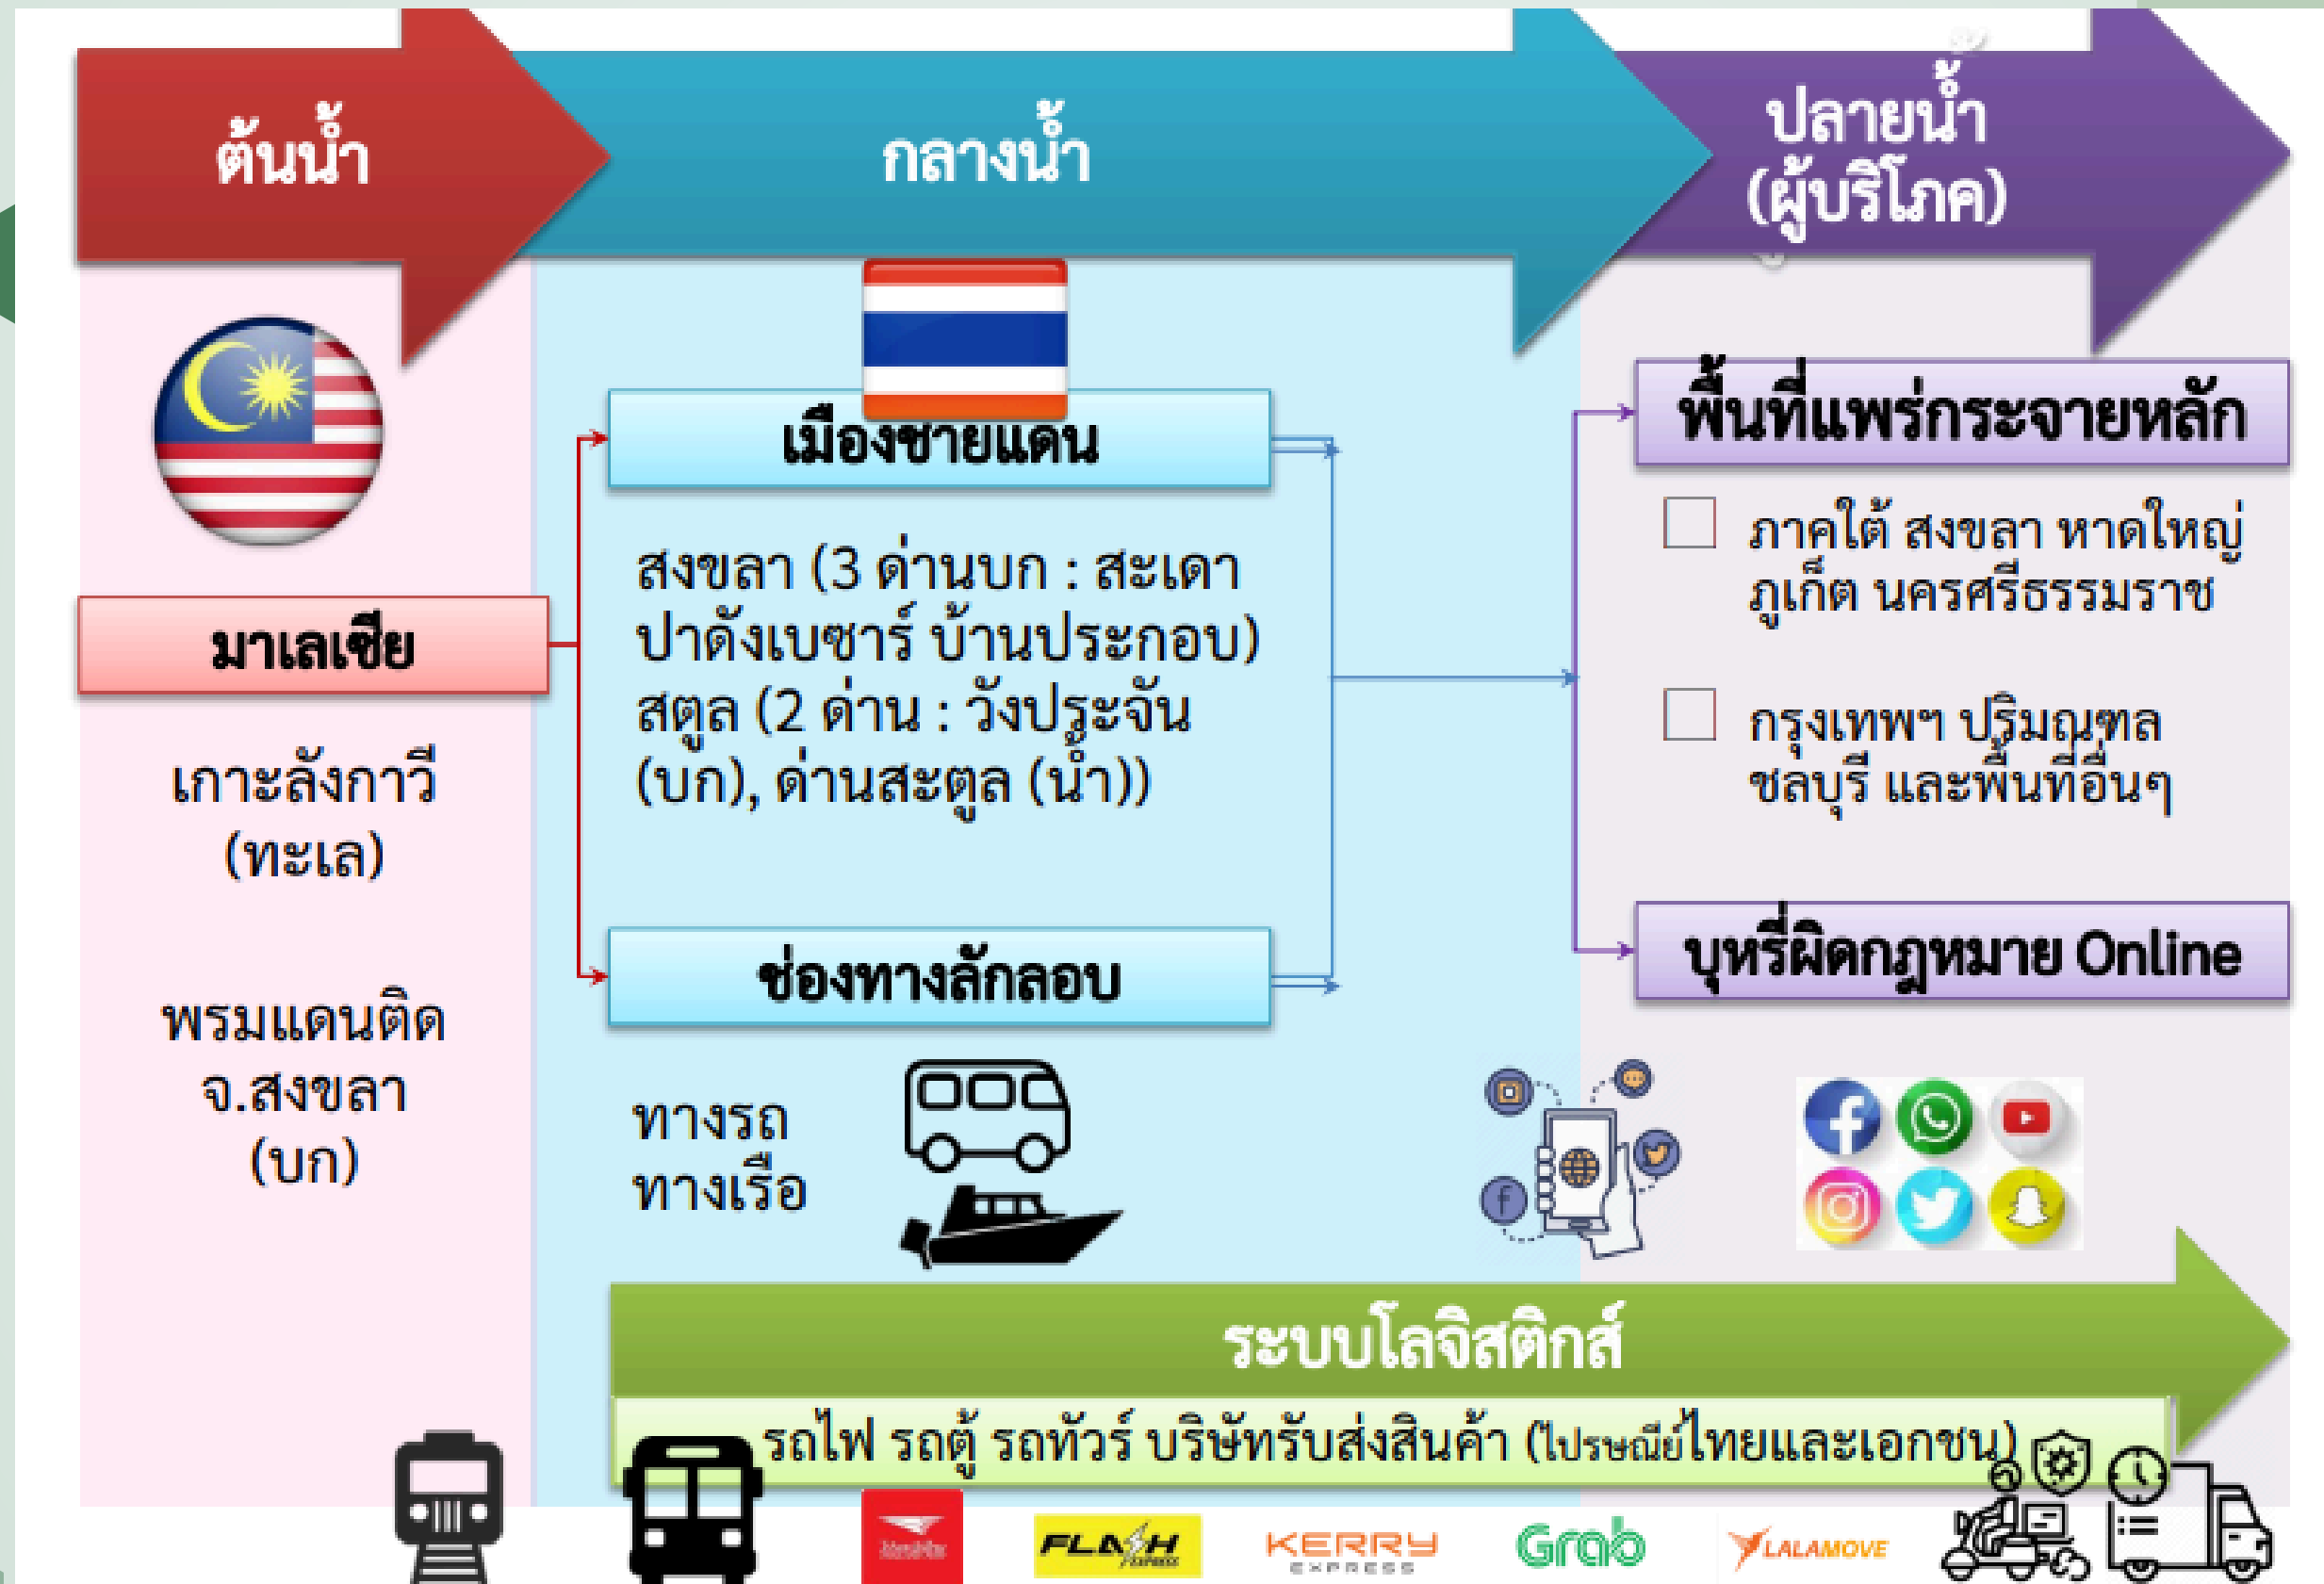 ต้นน้ำ
กลางน้ำ
ปลายน้ำ
(ผู้บริโภค)
มาเลเซีย
เกาะลังกาวี
(ทะเล)
พรมแดนติด
จ.สงขลา
(บก)
เมืองชายแดน
สงขลา (3 ด่านบก : สะเดา
ปาดังเบซาร์ บ้านประกอบ)
สตูล (2 ด่าน : วังประจัน
(บก), ด่านสะตูล (น้ำ))
ช่องทางลักลอบ
ทางรถ
ทางเรือ
พื้นที่แพร่กระจายหลัก
ภาคใต้ สงขลา หาดใหญ่
ภูเก็ต นครศรีธรรมราช
กรุงเทพฯ ปริมณฑล
ชลบุรี และพื้นที่อื่นๆ
บุหรี่ผิดกฎหมาย Online
ระบบโลจิสติกส์
รถไฟ รถตู้ รถทัวร์ บริษัทรับส่งสินค้า (ไปรษณีย์ไทยและเอกชน)
FLASH EXPRESS
KERRY
EXPRESS
Grab
LALAMOVE